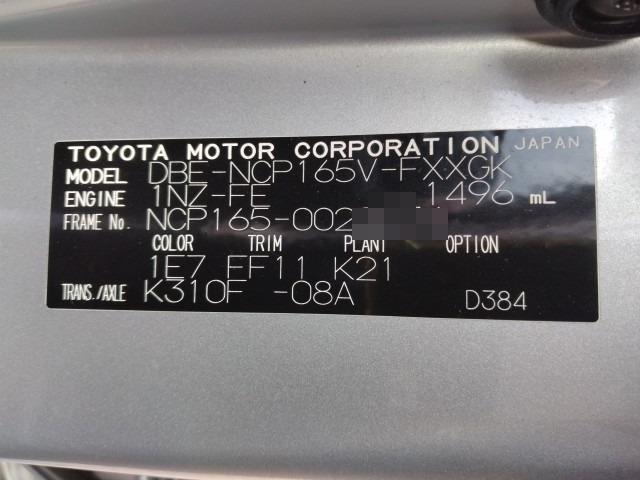 TOYOTA MOTOR CORPORATION JAPAN
MODEL DBE-NCP165V-FXXGK
ENGINE 1NZ-FE 1496 mL
FRAME No. NCP165-002
COLOR TRIM PLANT OPTION
1E7 FF11 K21
TRANS./AXLE K310F -08A D384